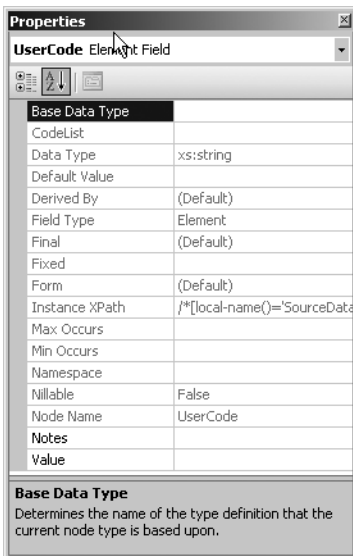 Properties
UserCode Element Field
Base Data Type
CodeList
Data Type xs:string
Default Value
Derived By (Default)
Field Type Element
Final (Default)
Fixed
Form (Default)
Instance XPath /*[local-name()='SourceData
Max Occurs
Min Occurs
Namespace
Nillable False
Node Name UserCode
Notes
Value
Base Data Type
Determines the name of the type definition that the
current node type is based upon.